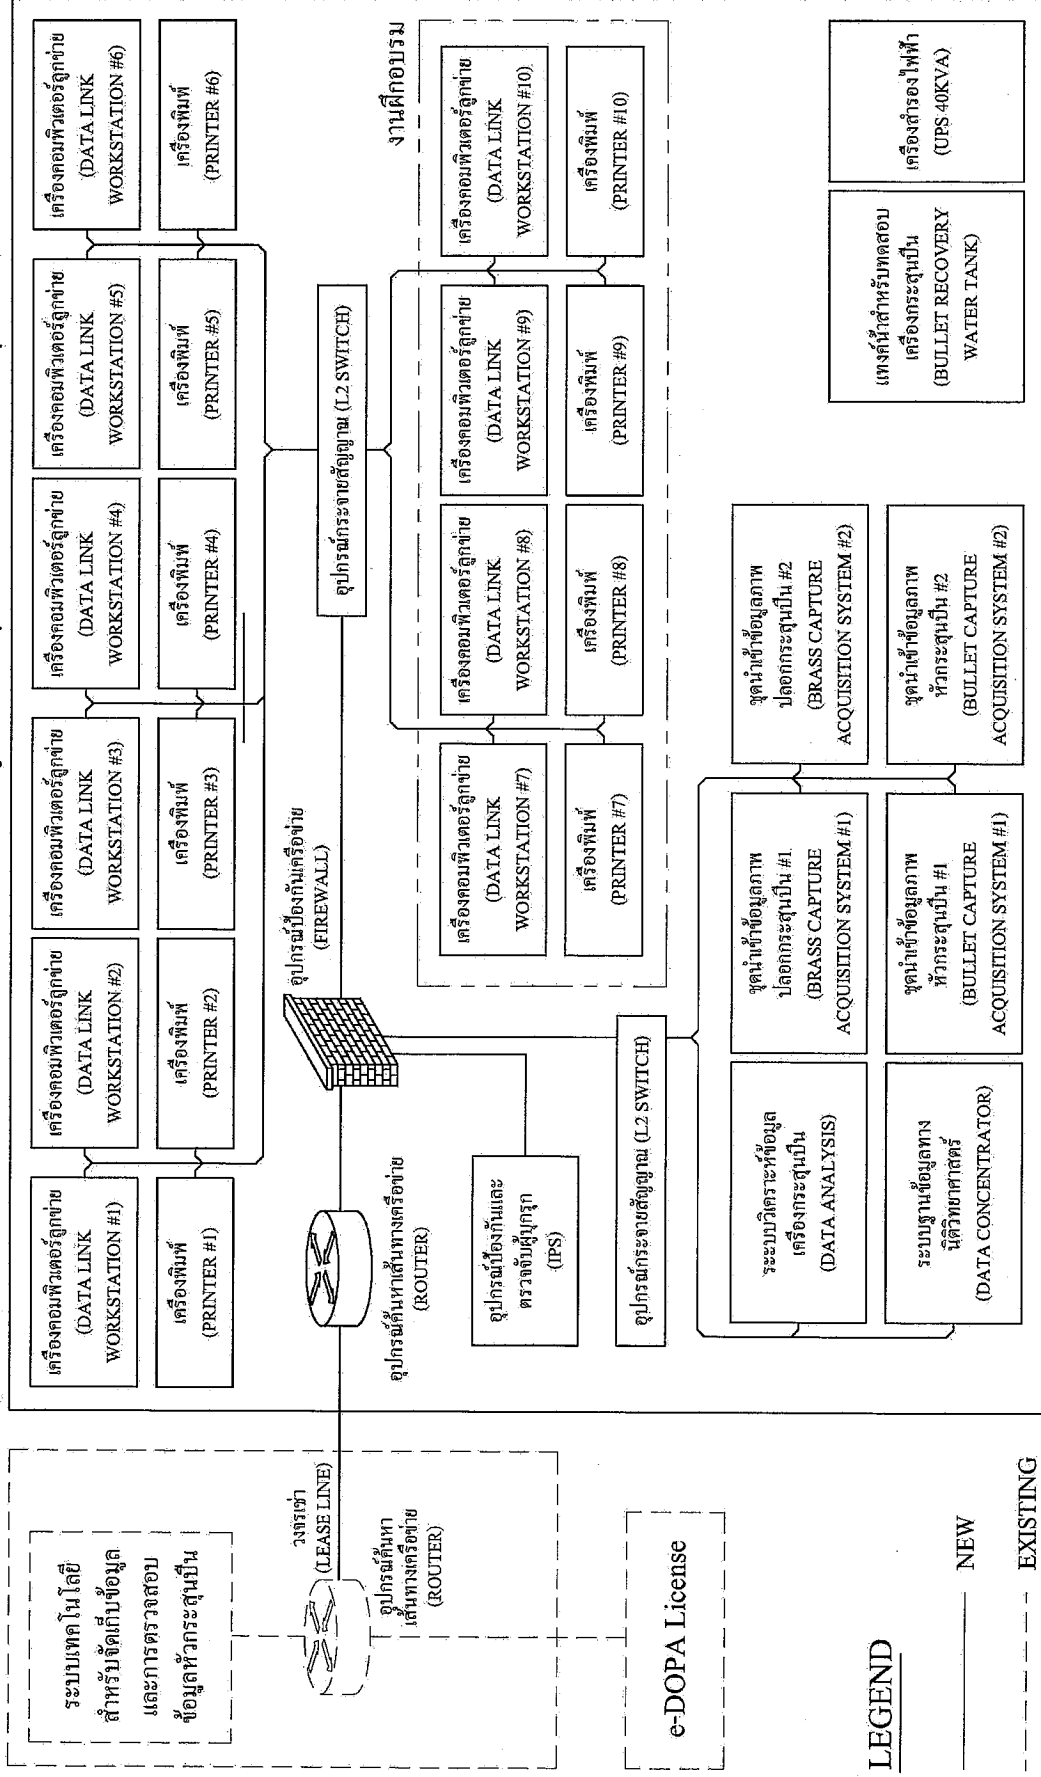 ระบบเทคโนโลยี
สำหรับจัดเก็บข้อมูล
และการตรวจสอบ
ข้อมูลหัวกระสุนปืน
วงจรเช่า
(LEASE LINE)
อุปกรณ์ค้นหา
เส้นทางเครือข่าย
(ROUTER)
e-DOPA License
LEGEND
NEW
EXISTING
เครื่องคอมพิวเตอร์ลูกข่าย
(DATA LINK
WORKSTATION #1)
เครื่องคอมพิวเตอร์ลูกข่าย
(DATA LINK
WORKSTATION #2)
เครื่องคอมพิวเตอร์ลูกข่าย
(DATA LINK
WORKSTATION #3)
เครื่องคอมพิวเตอร์ลูกข่าย
(DATA LINK
WORKSTATION #4)
เครื่องคอมพิวเตอร์ลูกข่าย
(DATA LINK
WORKSTATION #5)
เครื่องคอมพิวเตอร์ลูกข่าย
(DATA LINK
WORKSTATION #6)
เครื่องพิมพ์
(PRINTER #1)
เครื่องพิมพ์
(PRINTER #2)
เครื่องพิมพ์
(PRINTER #3)
เครื่องพิมพ์
(PRINTER #4)
เครื่องพิมพ์
(PRINTER #5)
เครื่องพิมพ์
(PRINTER #6)
อุปกรณ์ค้นหาเส้นทางเครือข่าย
(ROUTER)
อุปกรณ์ป้องกันเครือข่าย
(FIREWALL)
อุปกรณ์กระจายสัญญาณ (L2 SWITCH)
งานฝึกอบรม
เครื่องคอมพิวเตอร์ลูกข่าย
(DATA LINK
WORKSTATION #7)
เครื่องคอมพิวเตอร์ลูกข่าย
(DATA LINK
WORKSTATION #8)
เครื่องคอมพิวเตอร์ลูกข่าย
(DATA LINK
WORKSTATION #9)
เครื่องคอมพิวเตอร์ลูกข่าย
(DATA LINK
WORKSTATION #10)
เครื่องพิมพ์
(PRINTER #7)
เครื่องพิมพ์
(PRINTER #8)
เครื่องพิมพ์
(PRINTER #9)
เครื่องพิมพ์
(PRINTER #10)
อุปกรณ์ป้องกันและ
ตรวจจับผู้บุกรุก
(IPS)
อุปกรณ์กระจายสัญญาณ (L2 SWITCH)
ระบบวิเคราะห์ข้อมูล
เครื่องกระสุนปืน
(DATA ANALYSIS)
ชุดนำเข้าข้อมูลภาพ
ปลอกกระสุนปืน #1
(BRASS CAPTURE
ACQUISITION SYSTEM #1)
ชุดนำเข้าข้อมูลภาพ
ปลอกกระสุนปืน #2
(BRASS CAPTURE
ACQUISITION SYSTEM #2)
ระบบฐานข้อมูลทาง
นิติวิทยาศาสตร์
(DATA CONCENTRATOR)
ชุดนำเข้าข้อมูลภาพ
หัวกระสุนปืน #1
(BULLET CAPTURE
ACQUISITION SYSTEM #1)
ชุดนำเข้าข้อมูลภาพ
หัวกระสุนปืน #2
(BULLET CAPTURE
ACQUISITION SYSTEM #2)
แทงค์น้ำสำหรับทดสอบ
เครื่องกระสุนปืน
(BULLET RECOVERY
WATER TANK)
เครื่องสำรองไฟฟ้า
(UPS 40KVA)